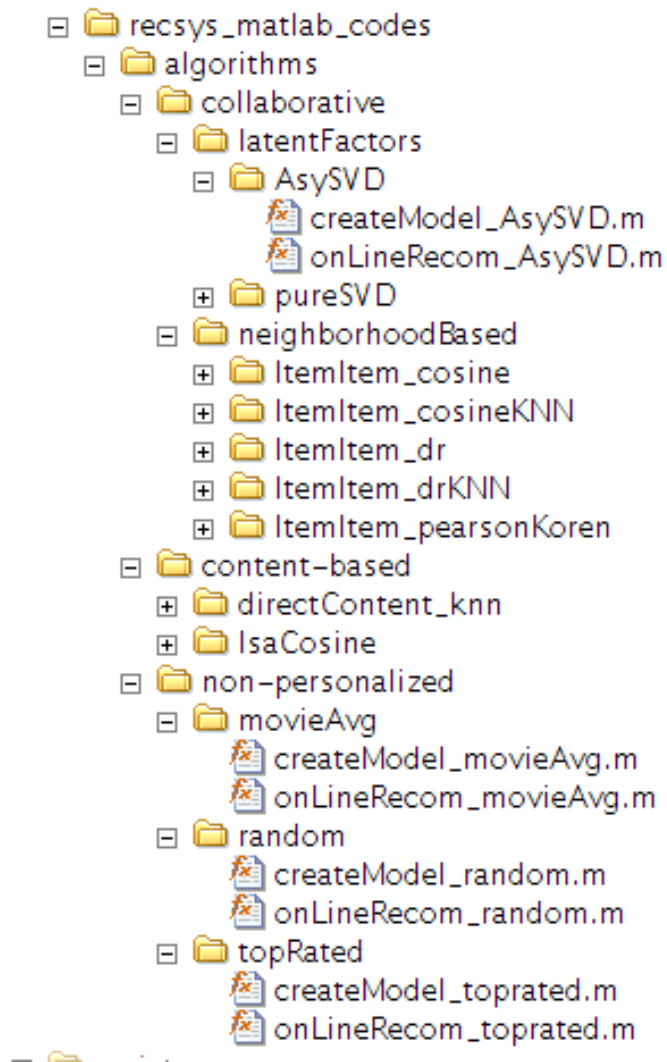 recsys_matlab_codes
algorithms
collaborative
latentFactors
AsySVD
createModel_AsySVD.m
onLineRecom_AsySVD.m
pureSVD
neighborhoodBased
ItemItem_cosine
ItemItem_cosineKNN
ItemItem_dr
ItemItem_drKNN
ItemItem_pearsonKoren
content-based
directContent_knn
lsaCosine
non-personalized
movieAvg
createModel_movieAvg.m
onLineRecom_movieAvg.m
random
createModel_random.m
onLineRecom_random.m
topRated
createModel_toprated.m
onLineRecom_toprated.m